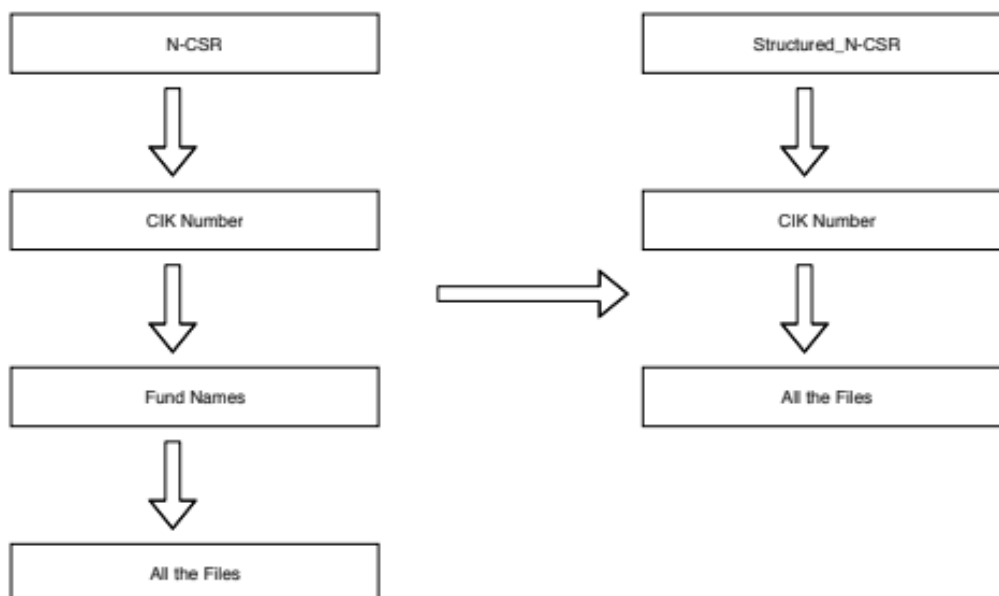 N-CSR
CIK Number
Fund Names
All the Files
Structured_N-CSR
CIK Number
All the Files